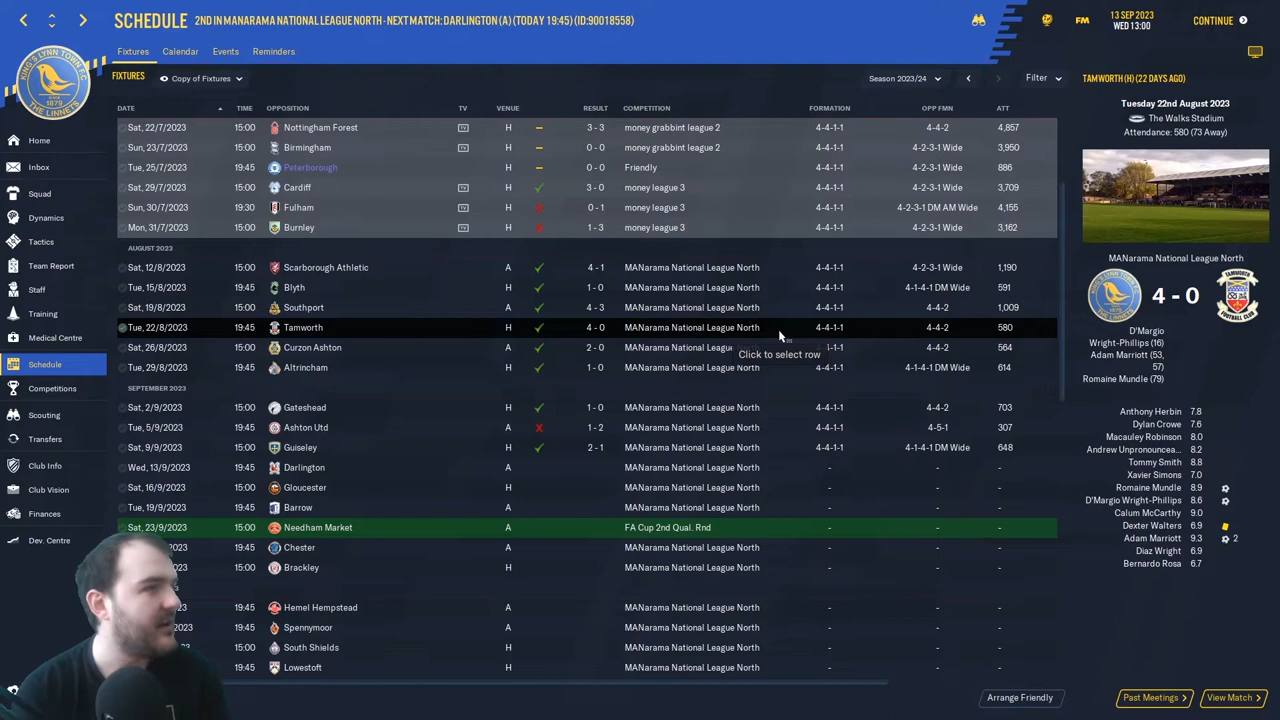 SCHEDULE 2ND IN MANARAMA NATIONAL LEAGUE NORTH - NEXT MATCH: DARLINGTON (A) (TODAY 19:45) (ID:90018558) FM 13 SEP 2023 WED 13:00 CONTINUE
Fixtures Calendar Events Reminders
FIXTURES Copy of Fixtures Season 2023/24 Filter
DATE TIME OPPOSITION TV VENUE RESULT COMPETITION FORMATION OPP FMN ATT
Sat, 22/7/2023 15:00 Nottingham Forest TV H 3 - 3 money grabbint league 2 4-4-1-1 4-4-2 4,857
Sun, 23/7/2023 15:00 Birmingham TV H 0 - 0 money grabbint league 2 4-4-1-1 4-2-3-1 Wide 3,950
Tue, 25/7/2023 19:45 Peterborough H 0 - 0 Friendly 4-4-1-1 4-2-3-1 Wide 886
Sat, 29/7/2023 15:00 Cardiff TV H 3 - 0 money league 3 4-4-1-1 4-2-3-1 Wide 3,709
Sun, 30/7/2023 19:30 Fulham TV H 0 - 1 money league 3 4-4-1-1 4-2-3-1 DM AM Wide 4,155
Mon, 31/7/2023 15:00 Burnley TV H 1 - 3 money league 3 4-4-1-1 4-2-3-1 Wide 3,162
AUGUST 2023
Sat, 12/8/2023 15:00 Scarborough Athletic A 4 - 1 MANarama National League North 4-4-1-1 4-2-3-1 Wide 1,190
Tue, 15/8/2023 19:45 Blyth H 1 - 0 MANarama National League North 4-4-1-1 4-1-4-1 DM Wide 591
Sat, 19/8/2023 15:00 Southport A 4 - 3 MANarama National League North 4-4-1-1 4-4-2 1,009
Tue, 22/8/2023 19:45 Tamworth H 4 - 0 MANarama National League North 4-4-1-1 4-4-2 580
Sat, 26/8/2023 15:00 Curzon Ashton A 2 - 0 MANarama National Leagu 4-4-2 564
Click to select row
Tue, 29/8/2023 19:45 Altrincham H 1 - 0 MANarama National League North 4-4-1-1 4-1-4-1 DM Wide 614
SEPTEMBER 2023
Sat, 2/9/2023 15:00 Gateshead H 1 - 0 MANarama National League North 4-4-1-1 4-4-2 703
Tue, 5/9/2023 19:45 Ashton Utd A 1 - 2 MANarama National League North 4-4-1-1 4-5-1 307
Sat, 9/9/2023 15:00 Guiseley H 2 - 1 MANarama National League North 4-4-1-1 4-1-4-1 DM Wide 648
Wed, 13/9/2023 19:45 Darlington A MANarama National League North - - -
Sat, 16/9/2023 15:00 Gloucester H MANarama National League North - - -
Tue, 19/9/2023 19:45 Barrow A MANarama National League North - - -
Sat, 23/9/2023 15:00 Needham Market A FA Cup 2nd Qual. Rnd - - -
9/2023 19:45 Chester A MANarama National League North - - -
9/2023 15:00 Brackley H MANarama National League North - - -
0/2023 19:45 Hemel Hempstead A MANarama National League North - - -
0/2023 19:45 Spennymoor A MANarama National League North - - -
0/2023 15:00 South Shields H MANarama National League North - - -
0/2023 19:45 Lowestoft H MANarama National League North - - -
Arrange Friendly Past Meetings View Match
KING'S LYNN TOWN F.C. 1879 THE LINNETS
Home
Inbox
Squad
Dynamics
Tactics
Team Report
Staff
Training
Medical Centre
Schedule
Competitions
Scouting
Transfers
Club Info
Club Vision
Finances
Dev. Centre
TAMWORTH (H) (22 DAYS AGO)
Tuesday 22nd August 2023
The Walks Stadium
Attendance: 580 (73 Away)
MANarama National League North
4 - 0
D'Margio
Wright-Phillips (16)
Adam Marriott (53,
57)
Romaine Mundle (79)
Anthony Herbin 7.8
Dylan Crowe 7.6
Macauley Robinson 8.0
Andrew Unpronouncea... 8.2
Tommy Smith 8.8
Xavier Simons 7.0
Romaine Mundle 8.9
D'Margio Wright-Phillips 8.6
Calum McCarthy 9.0
Dexter Walters 6.9
Adam Marriott 9.3 2
Diaz Wright 6.9
Bernardo Rosa 6.7